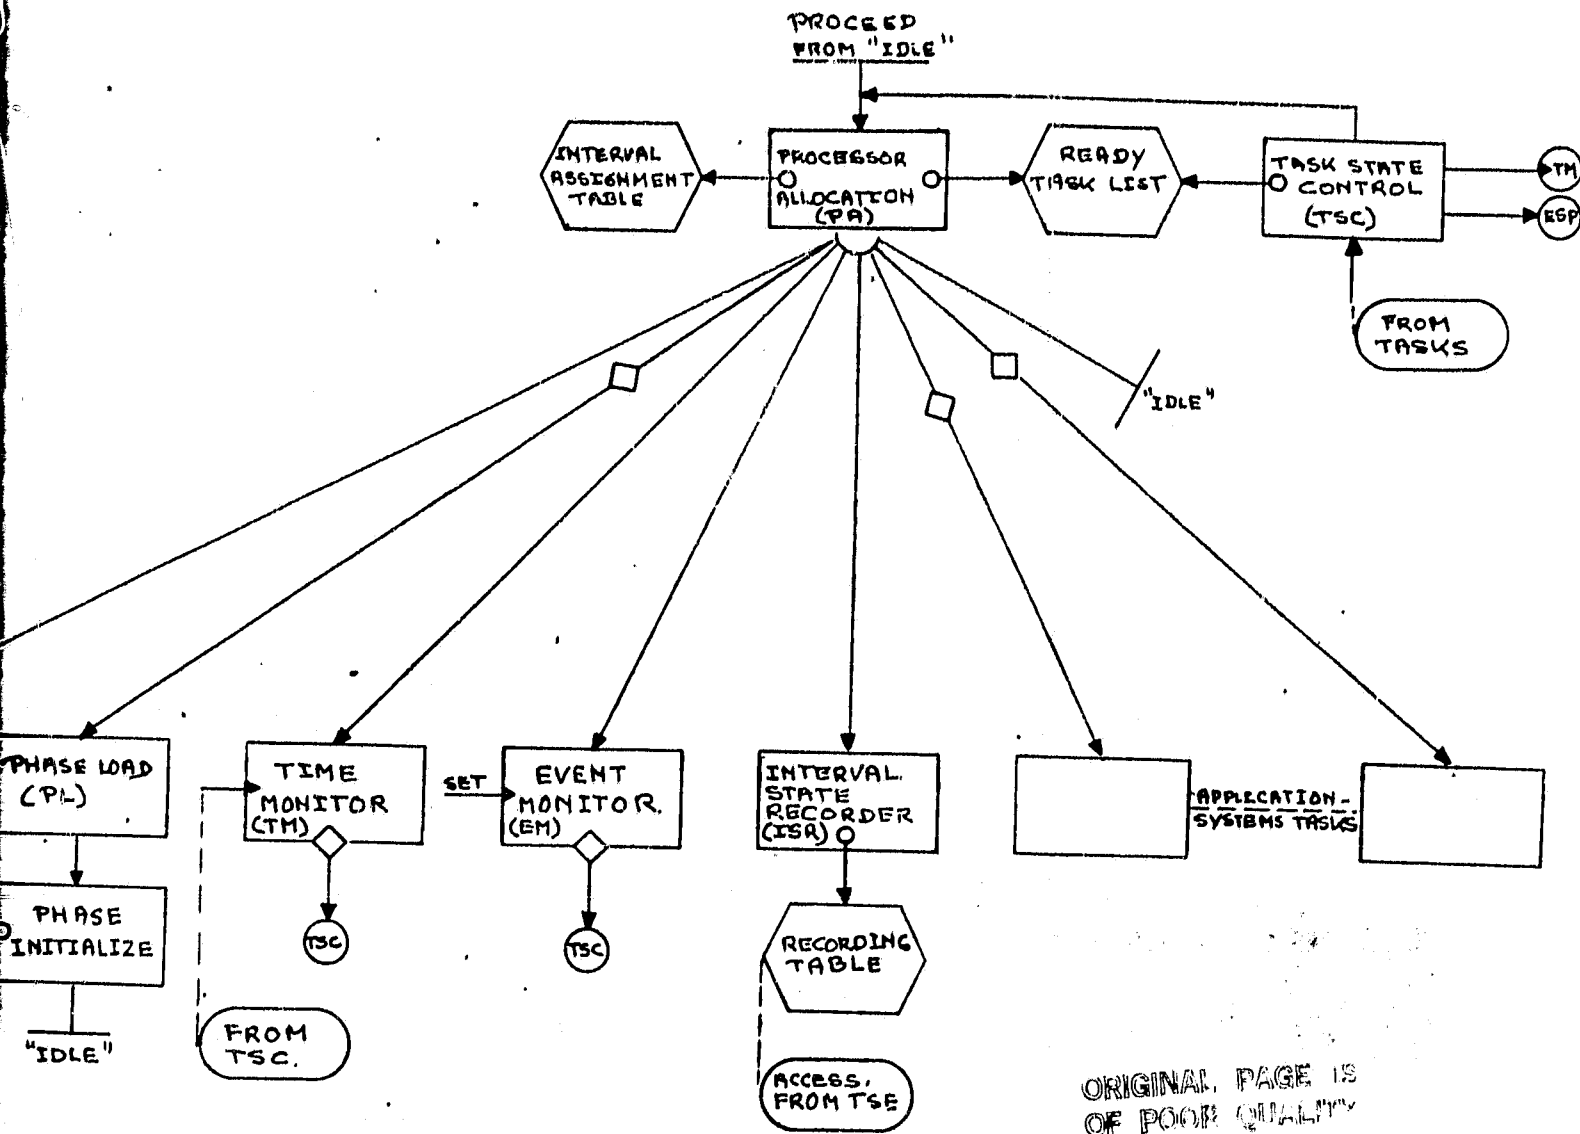 PROCEED
FROM "IDLE"
INTERVAL
ASSIGNMENT
TABLE
PROCESSOR
ALLOCATION
(PA)
READY
TASK LIST
TASK STATE
CONTROL
(TSC)
TM
ESP
FROM
TASKS
"IDLE"
PHASE LOAD
(PL)
TIME
MONITOR
(TM)
SET
EVENT
MONITOR.
(EM)
INTERVAL.
STATE
RECORDER
(ISR)
APPLICATION-
SYSTEMS TASKS
PHASE
INITIALIZE
TSC
TSC
RECORDING
TABLE
"IDLE"
FROM
TSC.
ACCESS.
FROM TSE
ORIGINAL PAGE IS
OF POOR QUALITY